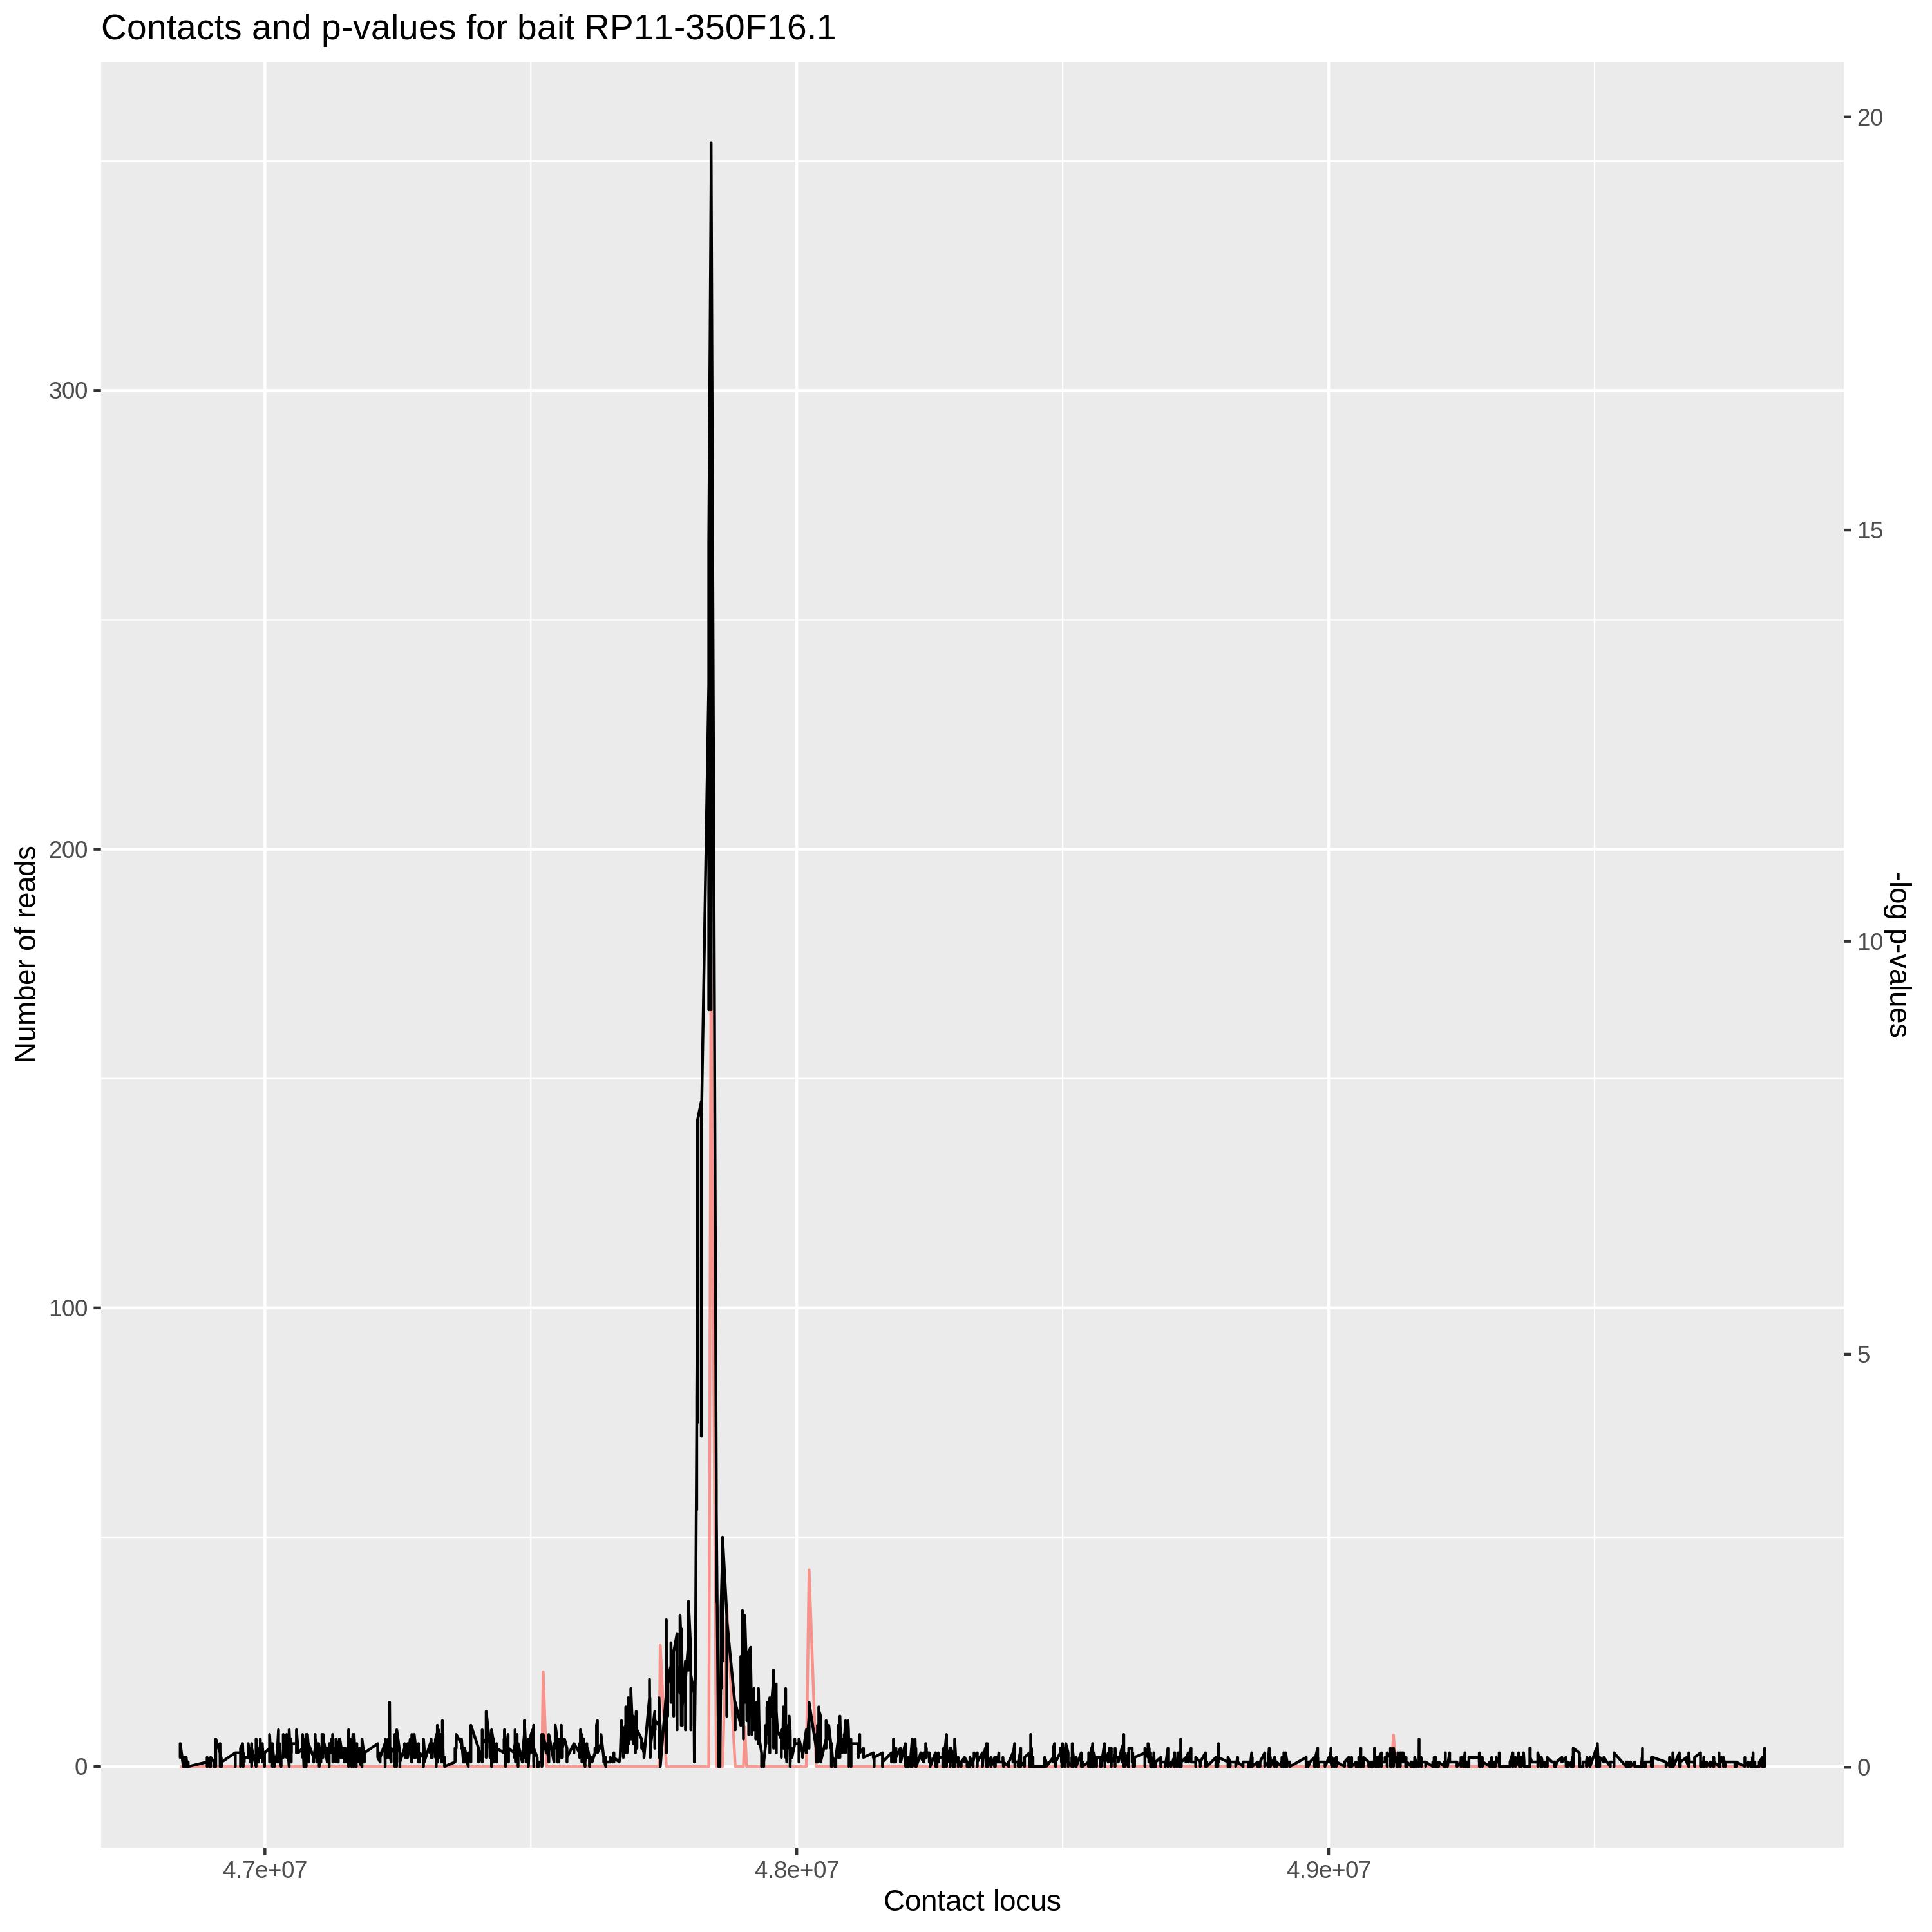 Contacts and p-values for bait RP11-350F16.1
20
15
10
5
0
300
200
100
0
Number of reads
-log p-values
4.7e+07 4.8e+07 4.9e+07
Contact locus